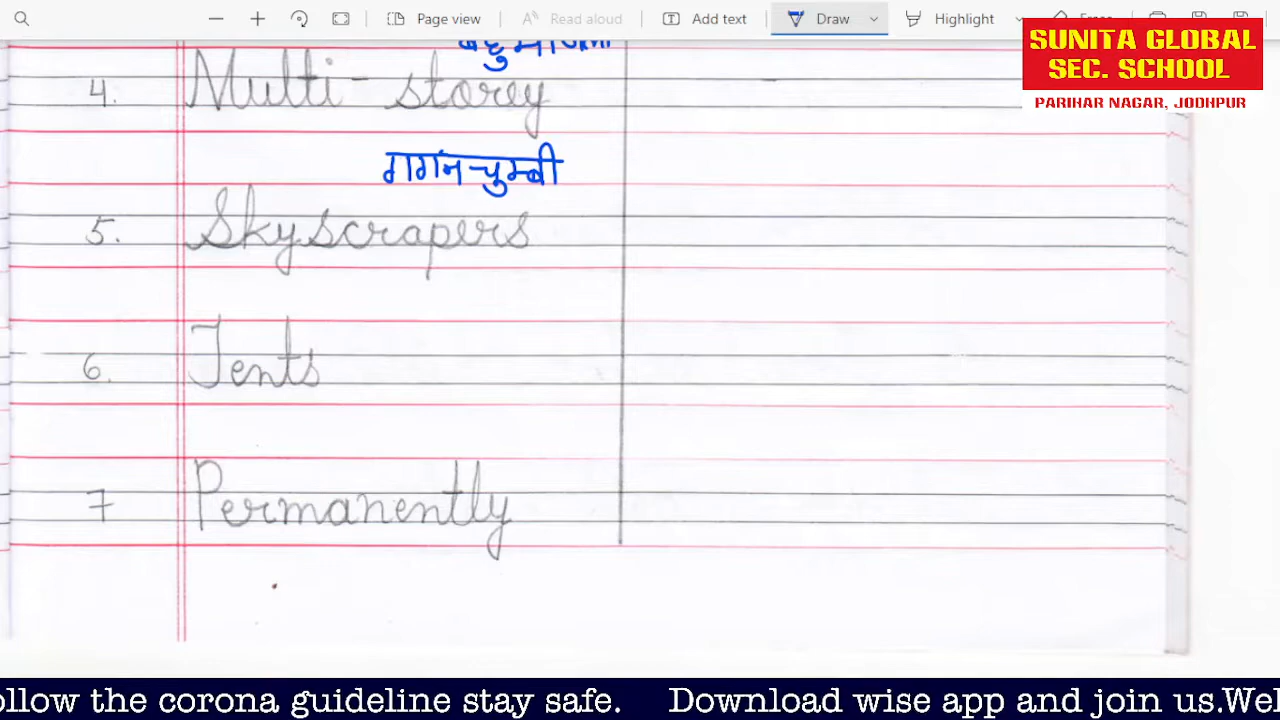 Page view
Read aloud
Add text
Draw
Highlight
SUNITA GLOBAL
SEC. SCHOOL
PARIHAR NAGAR, JODHPUR
4. Multi-storey
गगनचुम्बी
5. Skyscrapers
6. Tents
7 Permanently
ollow the corona guideline stay safe. Download wise app and join us.Wel